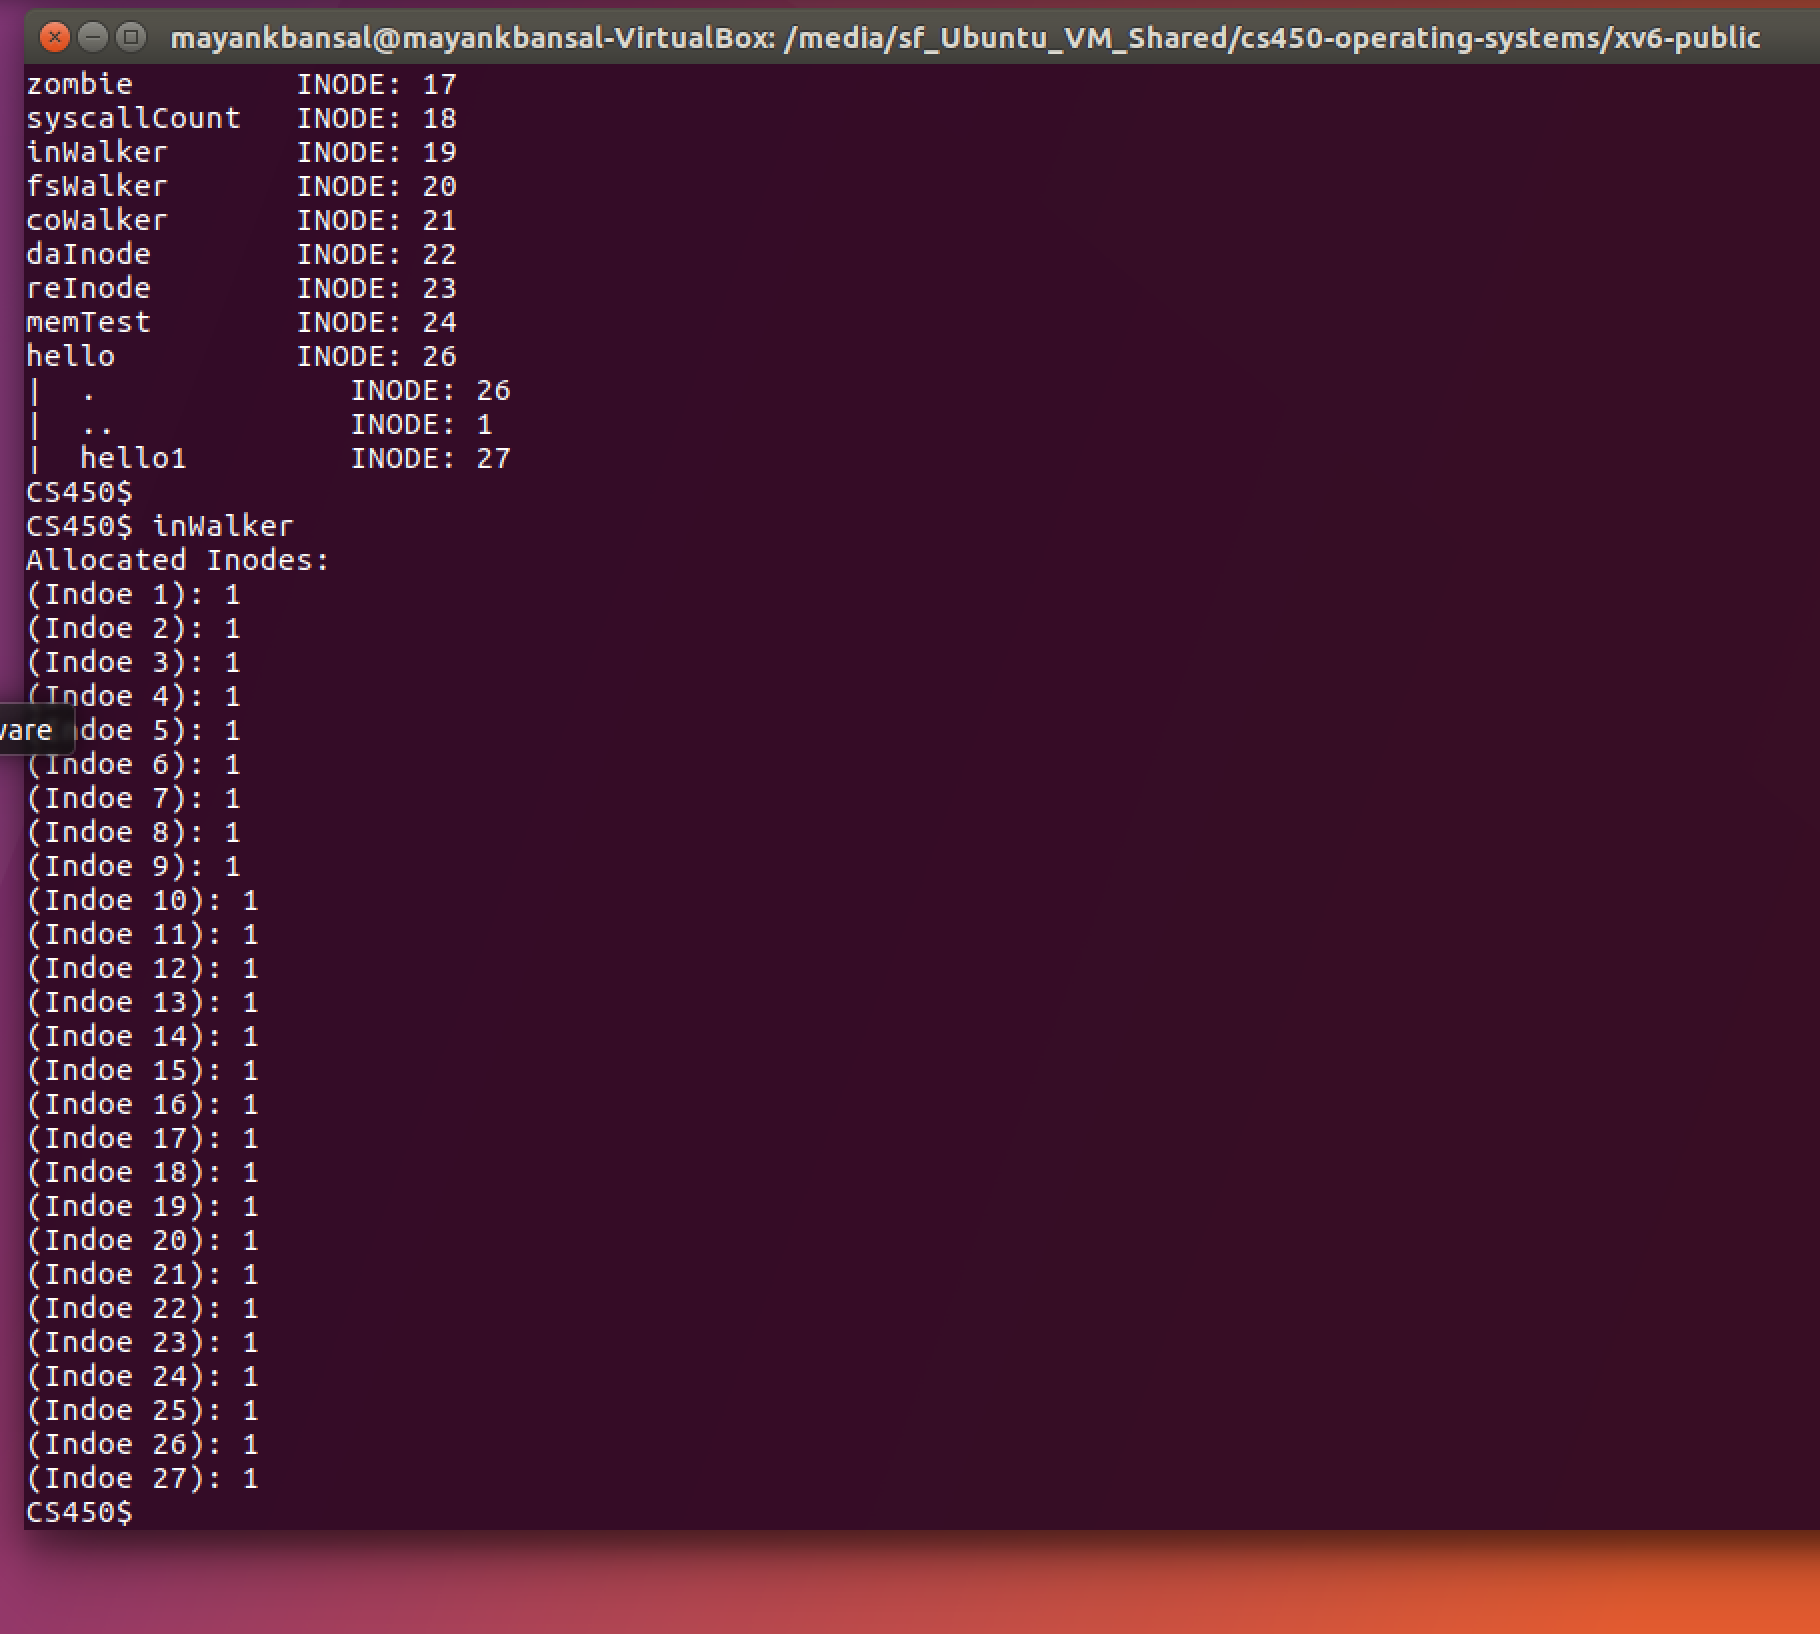 mayankbansal@mayankbansal-VirtualBox: /media/sf_Ubuntu_VM_Shared/cs450-operating-systems/xv6-public
zombie INODE: 17
syscallCount INODE: 18
inWalker INODE: 19
fsWalker INODE: 20
coWalker INODE: 21
daInode INODE: 22
reInode INODE: 23
memTest INODE: 24
hello INODE: 26
| . INODE: 26
| .. INODE: 1
| hello1 INODE: 27
CS450$
CS450$ inWalker
Allocated Inodes:
(Indoe 1): 1
(Indoe 2): 1
(Indoe 3): 1
(Indoe 4): 1
ware (Indoe 5): 1
(Indoe 6): 1
(Indoe 7): 1
(Indoe 8): 1
(Indoe 9): 1
(Indoe 10): 1
(Indoe 11): 1
(Indoe 12): 1
(Indoe 13): 1
(Indoe 14): 1
(Indoe 15): 1
(Indoe 16): 1
(Indoe 17): 1
(Indoe 18): 1
(Indoe 19): 1
(Indoe 20): 1
(Indoe 21): 1
(Indoe 22): 1
(Indoe 23): 1
(Indoe 24): 1
(Indoe 25): 1
(Indoe 26): 1
(Indoe 27): 1
CS450$